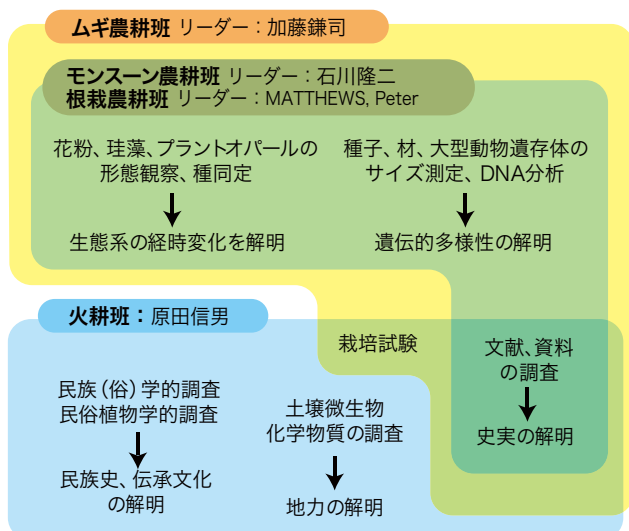 ムギ農耕班 リーダー：加藤鎌司
モンスーン農耕班 リーダー：石川隆二
根栽農耕班 リーダー：MATTHEWS, Peter
花粉、珪藻、プラントオパールの
形態観察、種同定
生態系の経時変化を解明
種子、材、大型動物遺存体の
サイズ測定、DNA分析
遺伝的多様性の解明
火耕班：原田信男
栽培試験
文献、資料
の調査
史実の解明
民族（俗）学的調査
民俗植物学的調査
民族史、伝承文化
の解明
土壌微生物
化学物質の調査
地力の解明